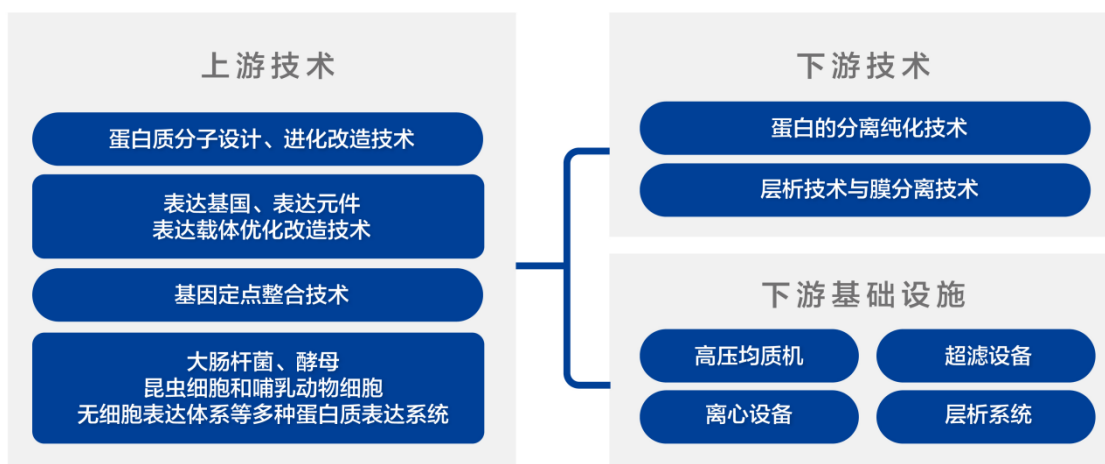 上游技术
蛋白质分子设计、进化改造技术
表达基国、表达元件
表达载体优化改造技术
基因定点整合技术
大肠杆菌、酵母
昆虫细胞和哺乳动物细胞
无细胞表达体系等多种蛋白质表达系统
下游技术
蛋白的分离纯化技术
层析技术与膜分离技术
下游基础设施
高压均质机
超滤设备
离心设备
层析系统